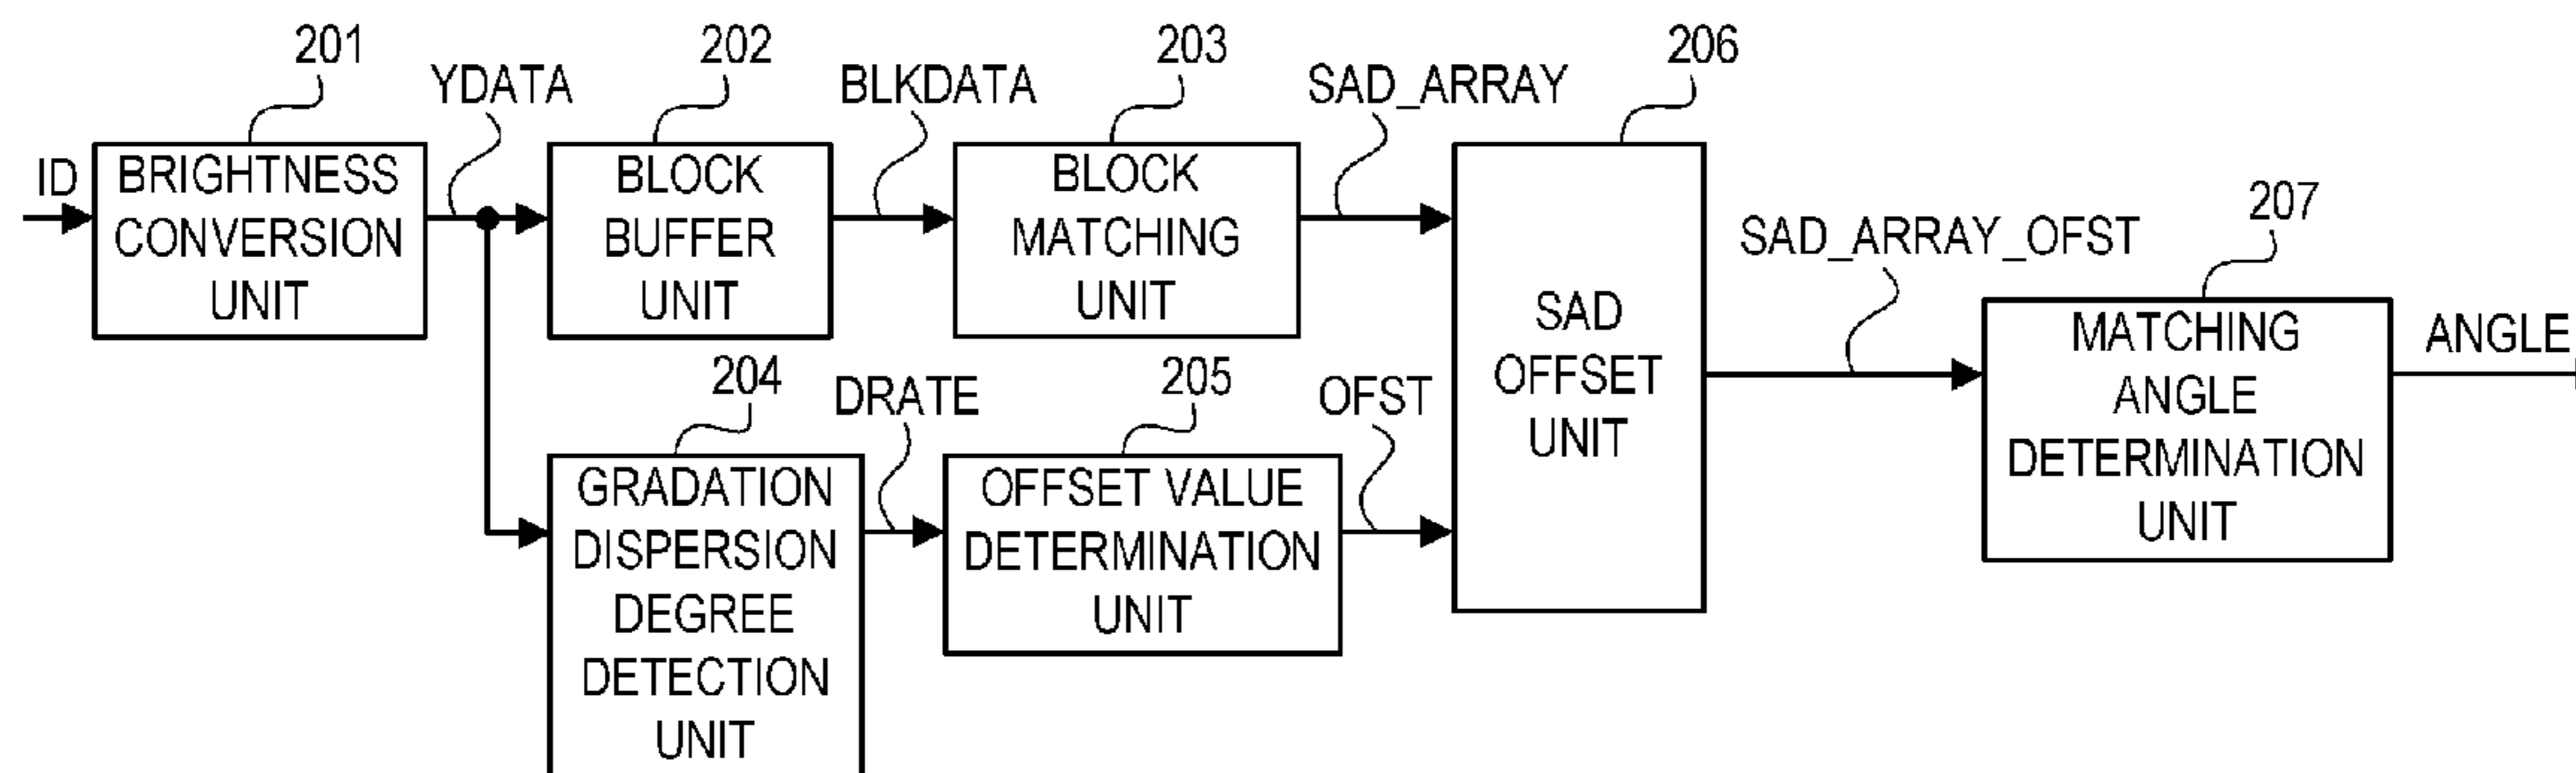 201
202
203
206
YDATA
BLKDATA
SAD_ARRAY
ID
BRIGHTNESS
CONVERSION
UNIT
BLOCK
BUFFER
UNIT
BLOCK
MATCHING
UNIT
SAD
OFFSET
UNIT
SAD_ARRAY_OFST
207
MATCHING
ANGLE
DETERMINATION
UNIT
ANGLE
204
DRATE
205
OFST
GRADATION
DISPERSION
DEGREE
DETECTION
UNIT
OFFSET VALUE
DETERMINATION
UNIT